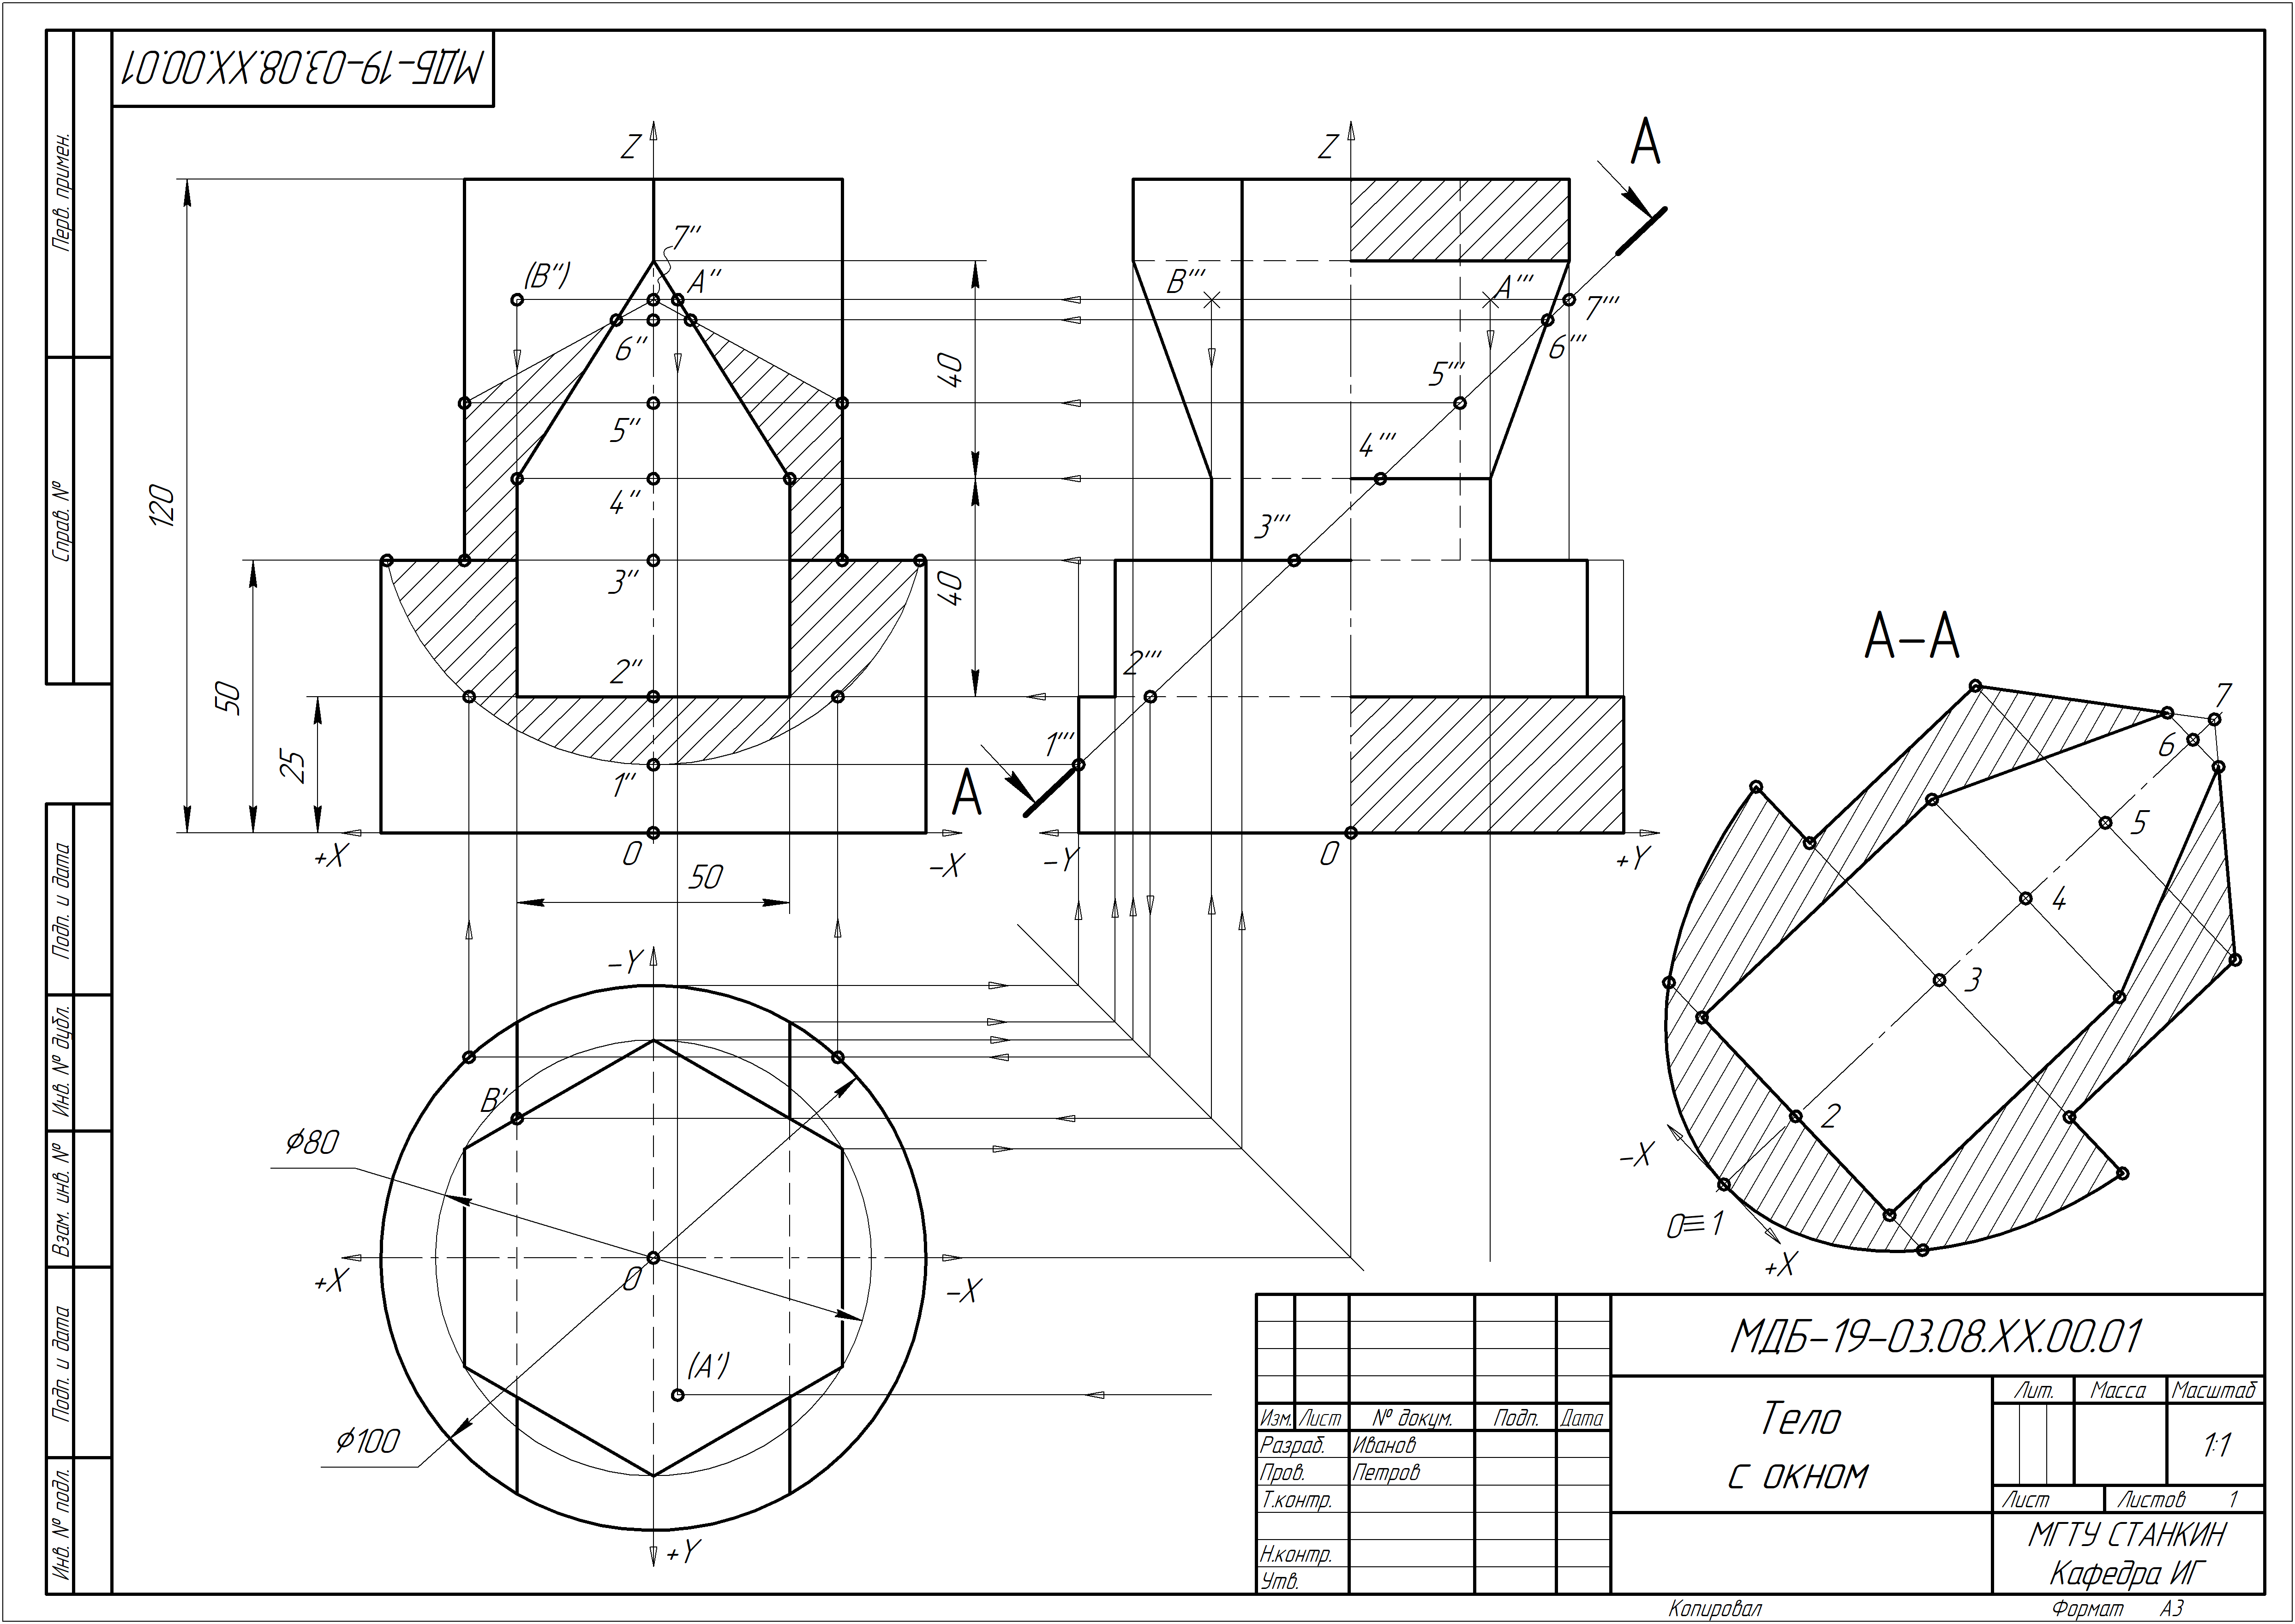 МДБ-19-03.08.XX.00.01
Перв. примен.
Справ. №
Подп. и дата
Инв. № дубл.
Взам. инв. №
Подп. и дата
Инв. № подл.
Z
Z
A
7"
(B")
A"
B'''
A'''
7'''
6"
6'''
5'''
5"
4'''
4"
3'''
3"
2'''
2"
1'''
1"
A
120
50
25
40
40
+X
0
-X
-Y
0
+Y
50
A-A
7
6
5
4
3
2
-X
0≡1
+X
-Y
B'
ϕ80
+X
0
-X
(A')
ϕ100
+Y
МДБ-19-03.08.XX.00.01
Тело
с окном
Лит.
Масса
Масштаб
1:1
Изм.
Лист
№ докум.
Подп.
Дата
Разраб.
Иванов
Пров.
Петров
Т.контр.
Н.контр.
Утв.
Лист
Листов 1
МГТУ СТАНКИН
Кафедра ИГ
Копировал
Формат A3